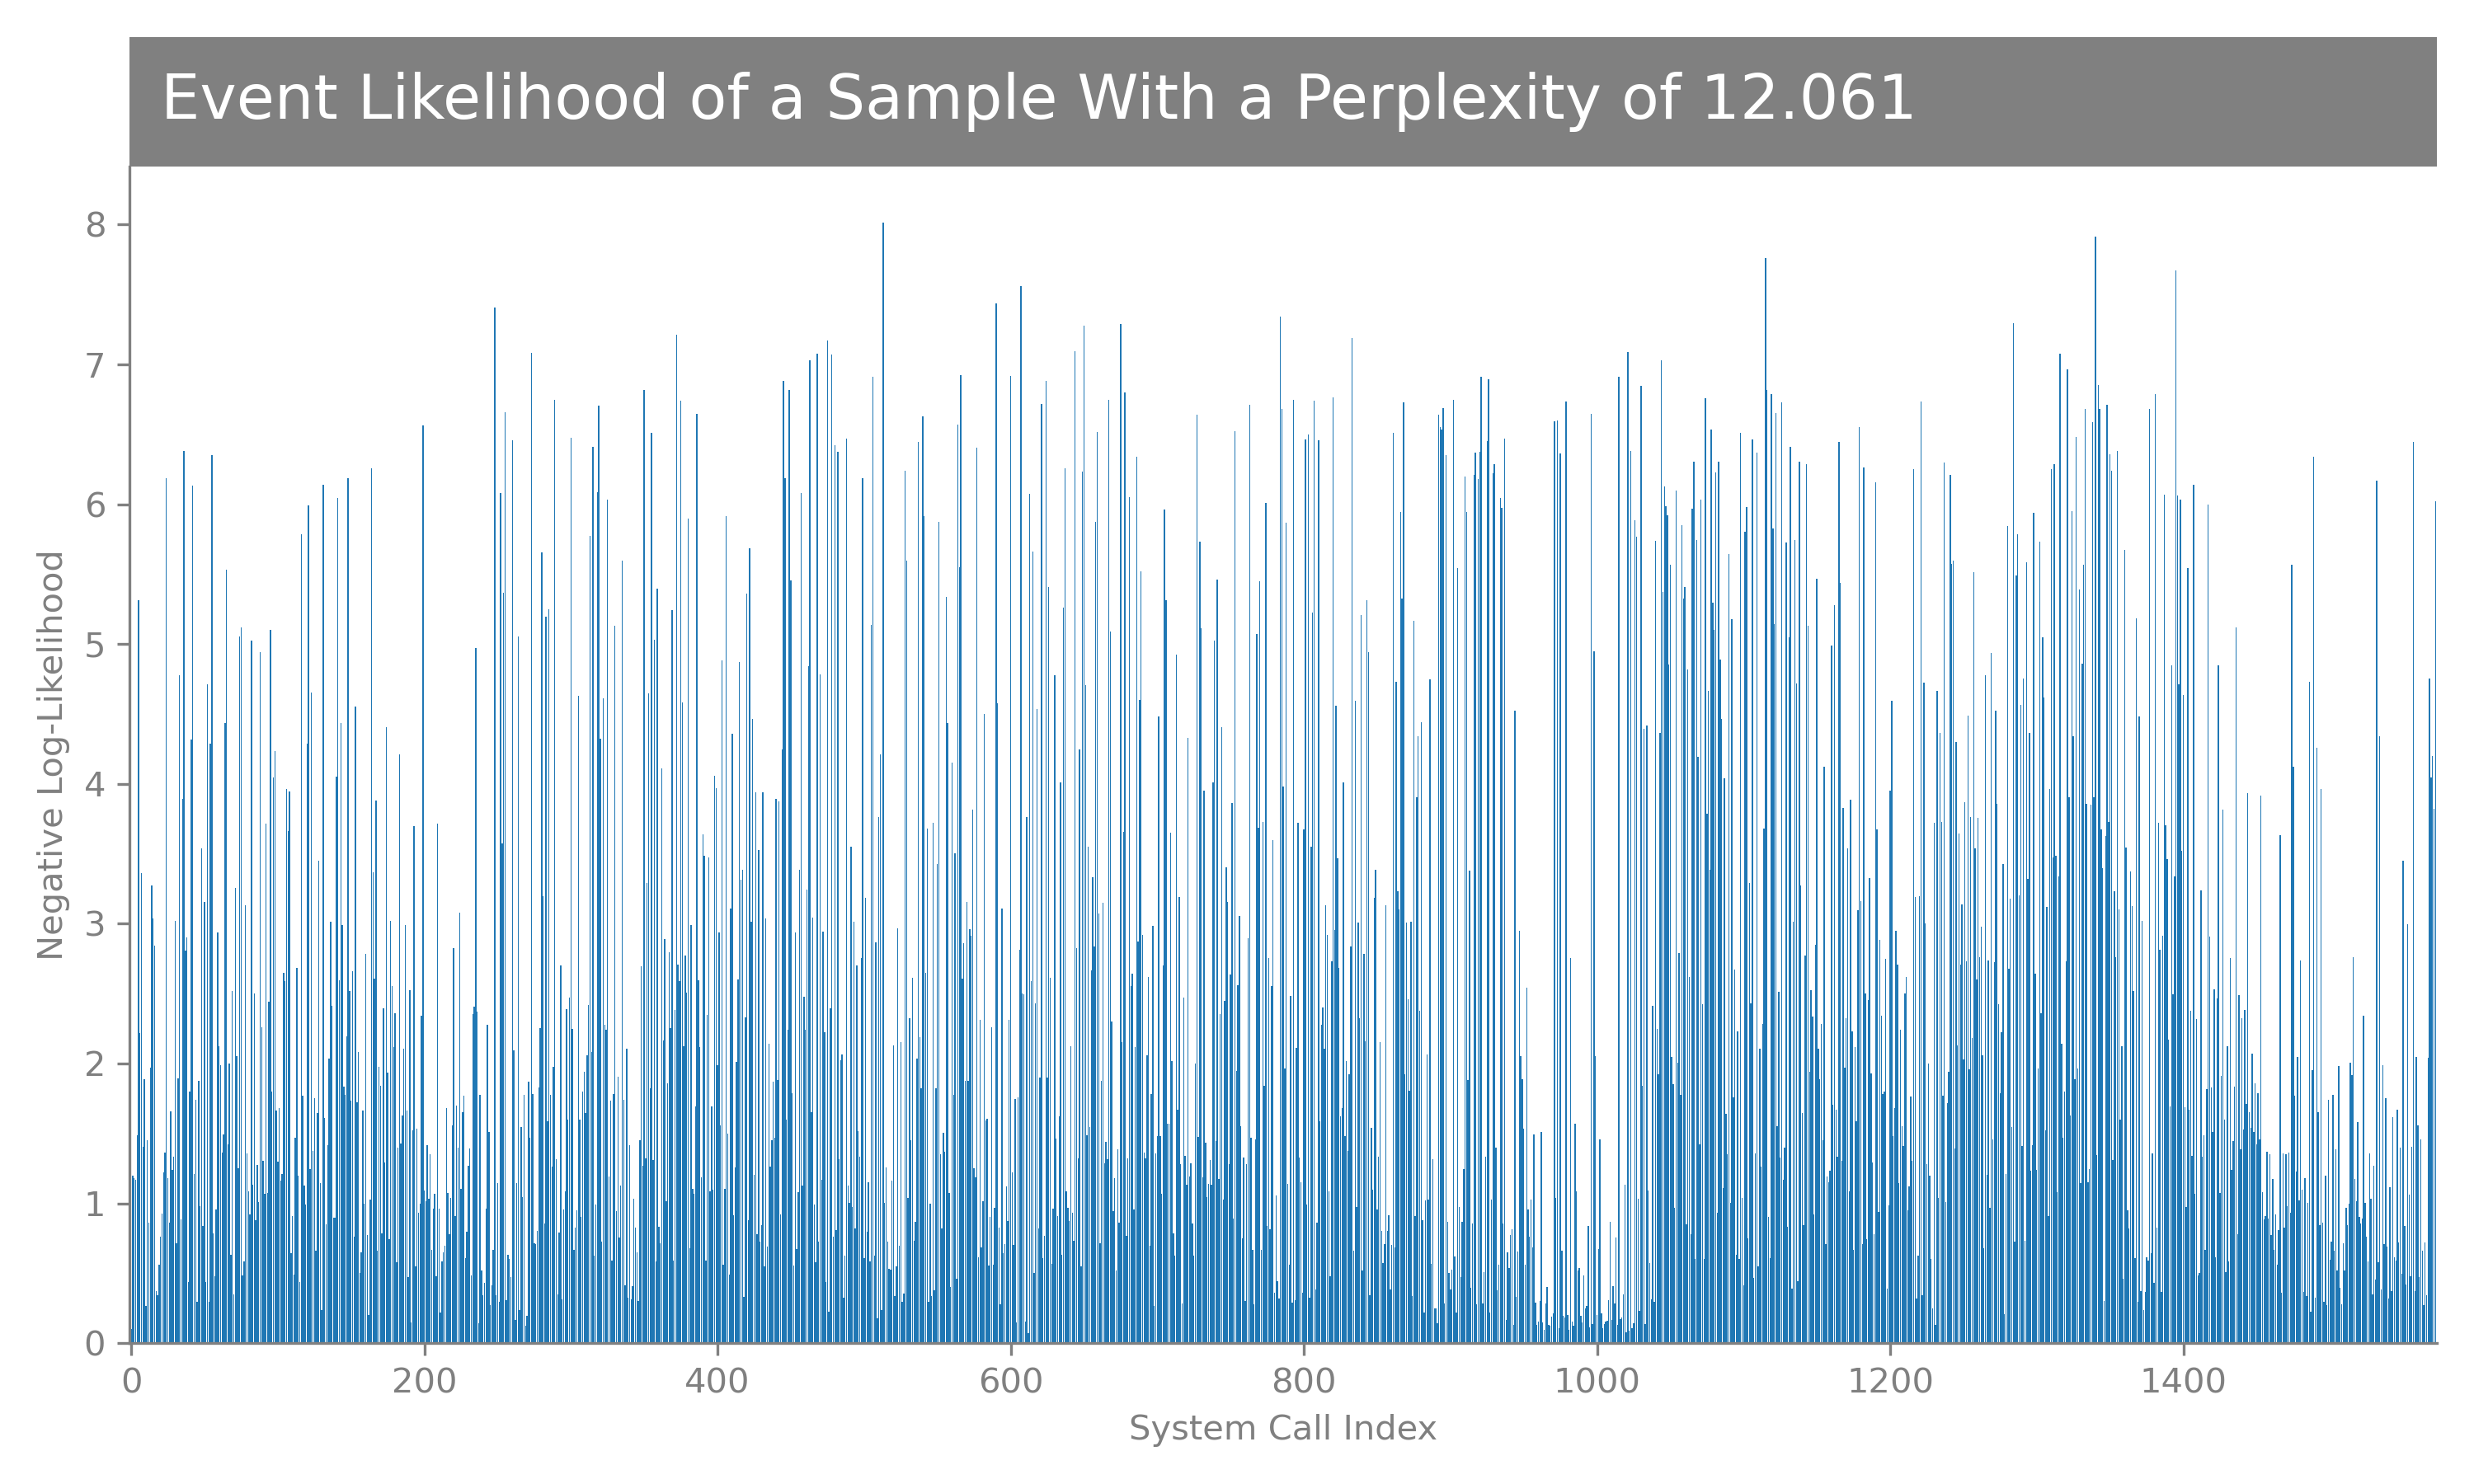 Event Likelihood of a Sample With a Perplexity of 12.061
8
7
6
5
4
3
2
1
0
Negative Log-Likelihood
0 200 400 600 800 1000 1200 1400
System Call Index